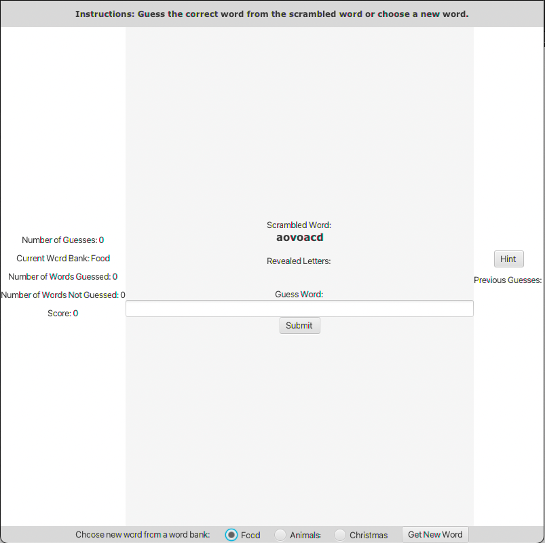 Instructions: Guess the correct word from the scrambled word or choose a new word.
Number of Guesses: 0
Current Word Bank: Food
Number of Words Guessed: 0
Number of Words Not Guessed: 0
Score: 0
Scrambled Word:
aovoacd
Revealed Letters:
Guess Word:
Submit
Hint
Previous Guesses:
Choose new word from a word bank: Food Animals Christmas Get New Word